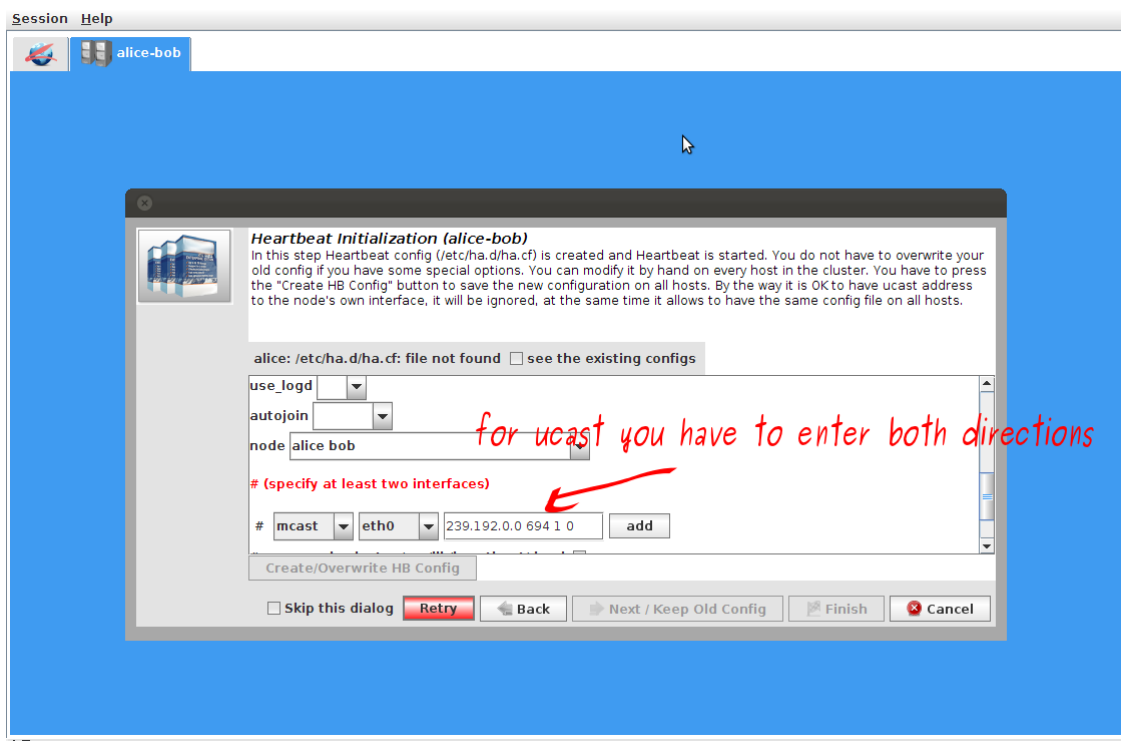 Session Help
alice-bob
Heartbeat Initialization (alice-bob)
In this step Heartbeat config (/etc/ha.d/ha.cf) is created and Heartbeat is started. You do not have to overwrite your
old config if you have some special options. You can modify it by hand on every host in the cluster. You have to press
the "Create HB Config" button to save the new configuration on all hosts. By the way it is OK to have ucast address
to the node's own interface, it will be ignored, at the same time it allows to have the same config file on all hosts.
alice: /etc/ha.d/ha.cf: file not found see the existing configs
use_logd
autojoin
for ucast you have to enter both directions
node alice bob
# (specify at least two interfaces)
# mcast eth0 239.192.0.0 694 1 0 add
Create/Overwrite HB Config
Skip this dialog Retry Back Next / Keep Old Config Finish Cancel